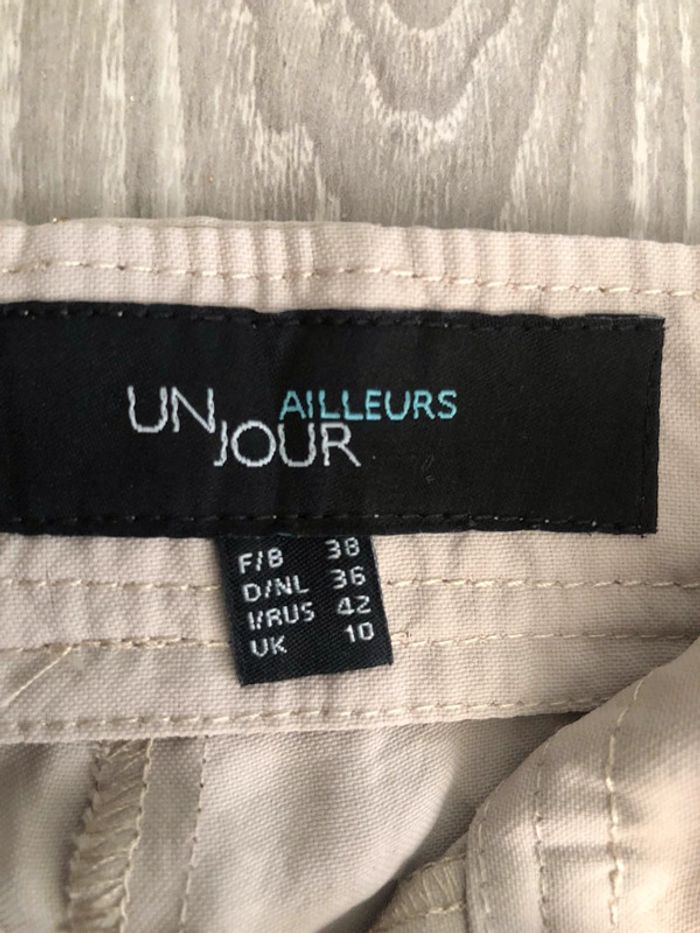 UN JOUR AILLEURS
F/B 38
D/NL 36
I/RUS 42
UK 10